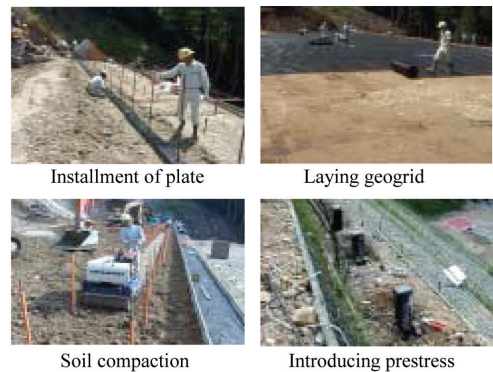 Installment of plate
Laying geogrid
Soil compaction
Introducing prestress